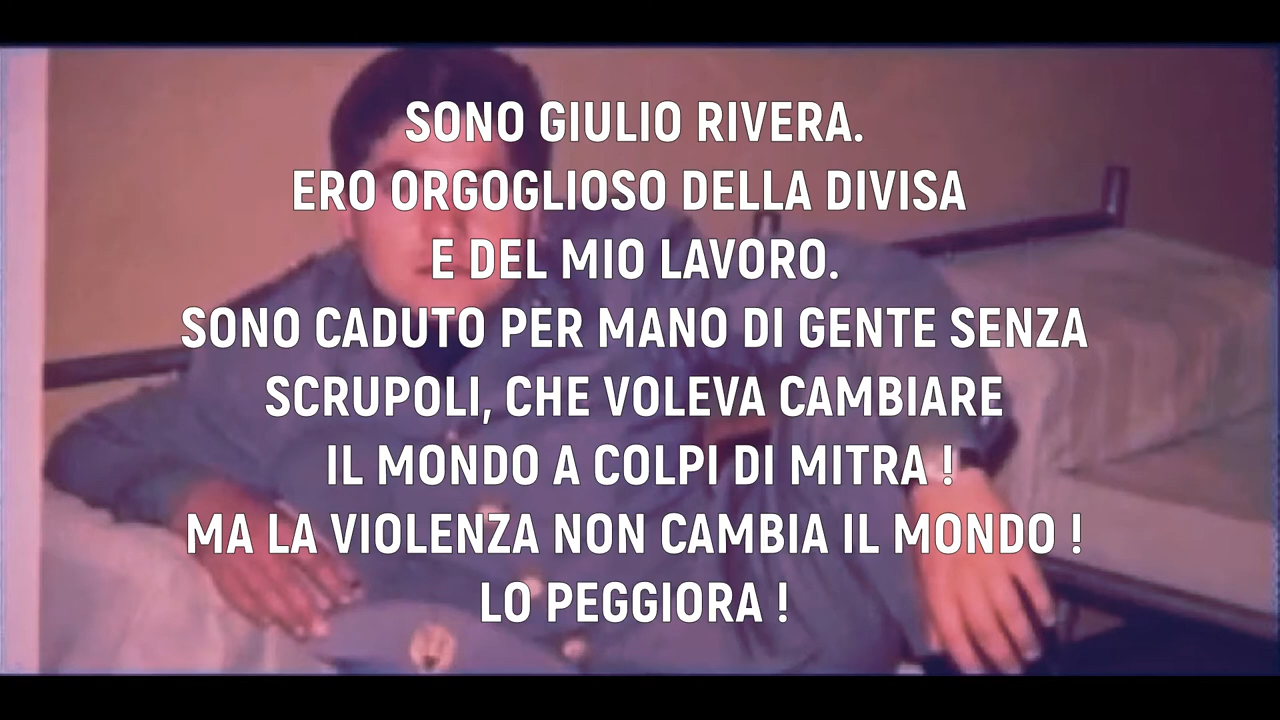 SONO GIULIO RIVERA.
ERO ORGOGLIOSO DELLA DIVISA
E DEL MIO LAVORO.
SONO CADUTO PER MANO DI GENTE SENZA
SCRUPOLI, CHE VOLEVA CAMBIARE
IL MONDO A COLPI DI MITRA !
MA LA VIOLENZA NON CAMBIA IL MONDO !
LO PEGGIORA !